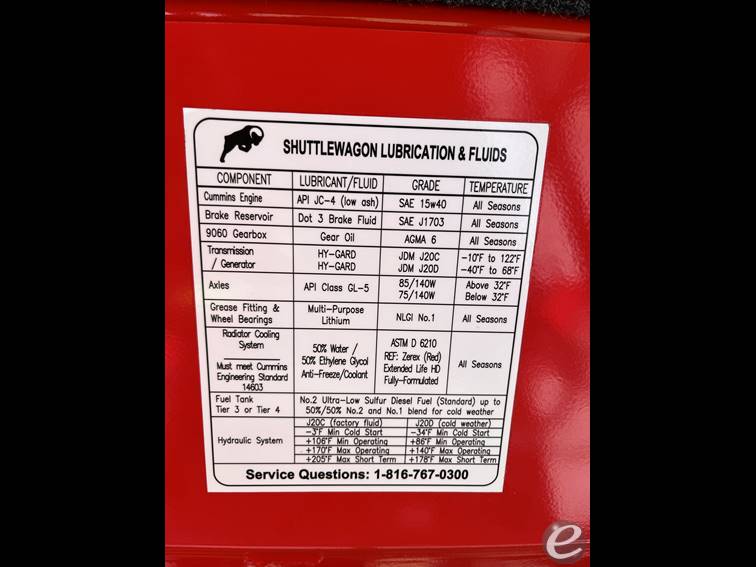 SHUTTLEWAGON LUBRICATION & FLUIDS
COMPONENT LUBRICANT/FLUID GRADE TEMPERATURE
Cummins Engine API JC-4 (low ash) SAE 15w40 All Seasons
Brake Reservoir Dot 3 Brake Fluid SAE J1703 All Seasons
9060 Gearbox Gear Oil AGMA 6 All Seasons
Transmission HY-GARD JDM J20C -10°F to 122°F
/ Generator HY-GARD JDM J20D -40°F to 68°F
Axles API Class GL-5 85/140W Above 32°F
75/140W Below 32°F
Grease Fitting & Multi-Purpose NLGI No.1 All Seasons
Wheel Bearings Lithium
Radiator Cooling ASTM D 6210
System 50% Water / REF: Zerex (Red)
50% Ethylene Glycol Extended Life HD All Seasons
Must meet Cummins Anti-Freeze/Coolant Fully-Formulated
Engineering Standard
14603
Fuel Tank No.2 Ultra-Low Sulfur Diesel Fuel (Standard) up to
Tier 3 or Tier 4 50%/50% No.2 and No.1 blend for cold weather
J20C (factory fluid) J20D (cold weather)
-3°F Min Cold Start -34°F Min Cold Start
Hydraulic System +106°F Min Operating +86°F Min Operating
+170°F Max Operating +140°F Max Operating
+205°F Max Short Term +178°F Max Short Term
Service Questions: 1-816-767-0300
e